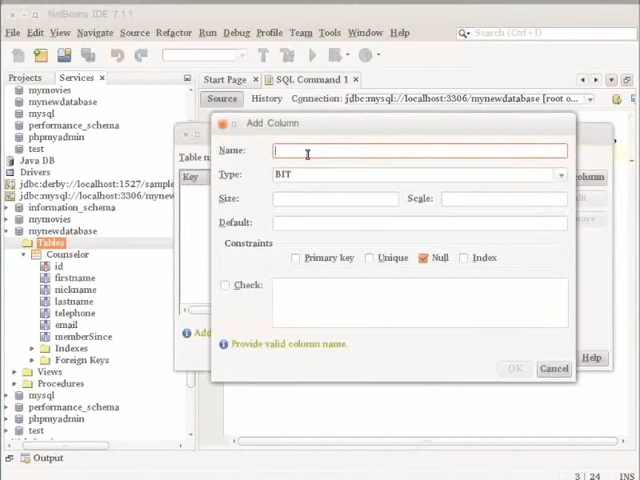 NetBeans IDE 7.1.1
File Edit View Navigate Source Refactor Run Debug Profile Team Tools Window Help
Search (Ctrl+I)
Projects Services
Start Page SQL Command 1
Source History Connection: jdbc:mysql://localhost:3306/mynewdatabase [root o...
mymovies
mynewdatabase
mysql
performance_schema
phpmyadmin
test
Java DB
Drivers
jdbc:derby://localhost:1527/sample
jdbc:mysql://localhost:3306/mynew
information_schema
mymovies
mynewdatabase
Tables
Counselor
id
firstname
nickname
lastname
telephone
email
memberSince
Indexes
Foreign Keys
Views
Procedures
mysql
performance_schema
phpmyadmin
test
Table n
Key
olumn
Add
Help
Add Column
Name:
Type: BIT
Size: Scale:
Default:
Constraints
Primary key Unique Null Index
Check:
Provide valid column name.
OK Cancel
Output
3 | 24 INS